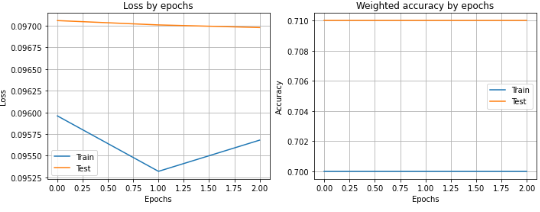 Loss by epochs
0.09700
0.09675
0.09650
0.09625
0.09600
0.09575
0.09550
0.09525
Loss
Train
Test
0.00 0.25 0.50 0.75 1.00 1.25 1.50 1.75 2.00
Epochs
Weighted accuracy by epochs
0.710
0.708
0.706
0.704
0.702
0.700
Accuracy
Train
Test
0.00 0.25 0.50 0.75 1.00 1.25 1.50 1.75 2.00
Epochs